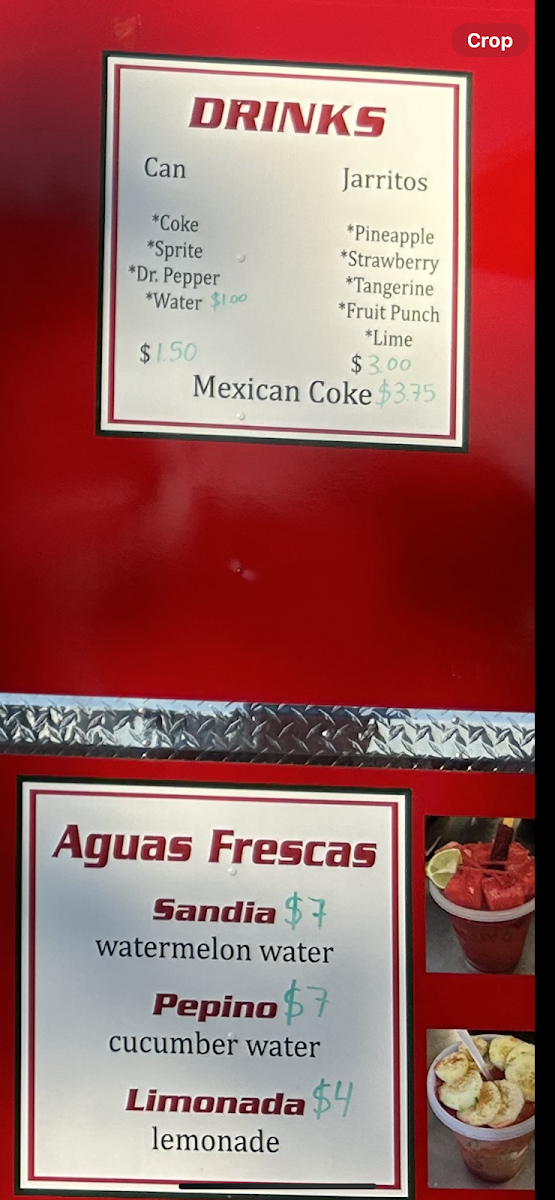 Crop
DRINKS
Can
*Coke
*Sprite
*Dr. Pepper
*Water $1.00
$1.50
Jarritos
*Pineapple
*Strawberry
*Tangerine
*Fruit Punch
*Lime
$3.00
Mexican Coke $3.75
Aguas Frescas
Sandia $7
watermelon water
Pepino $7
cucumber water
Limonada $4
lemonade